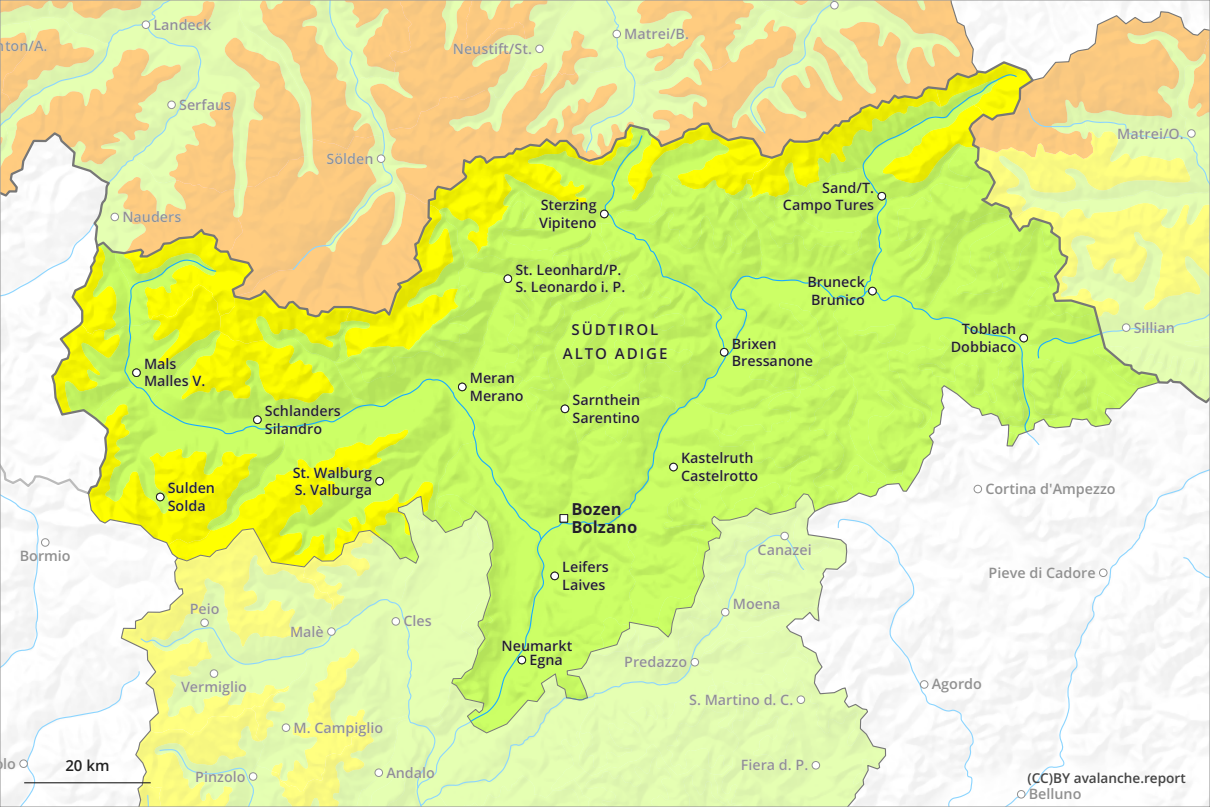 Landeck
nton/A.
Neustift/St.
Matrei/B.
Serfaus
Matrei/O.
Sölden
Nauders
Sand/T.
Campo Tures
Sterzing
Vipiteno
St. Leonhard/P.
S. Leonardo i. P.
Bruneck
Brunico
SÜDTIROL
ALTO ADIGE
Toblach
Dobbiaco
Sillian
Brixen
Bressanone
Mals
Malles V.
Meran
Merano
Schlanders
Silandro
Sarnthein
Sarentino
Kastelruth
Castelrotto
St. Walburg
S. Valburga
Sulden
Solda
Cortina d'Ampezzo
Bozen
Bolzano
Bormio
Canazei
Leifers
Laives
Pieve di Cadore
Peio
Moena
Cles
Malè
Neumarkt
Egna
Predazzo
Vermiglio
Agordo
S. Martino d. C.
M. Campiglio
olo
20 km
Pinzolo
Andalo
Fiera d. P.
(CC)BY avalanche.report
Belluno